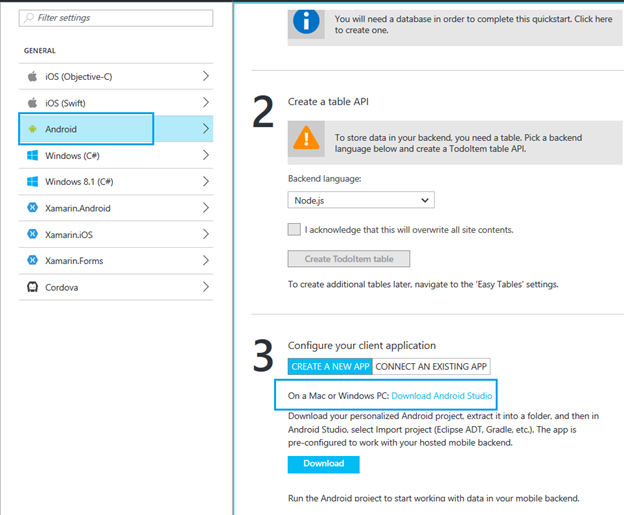 Filter settings
GENERAL
iOS (Objective-C)
iOS (Swift)
Android
Windows (C#)
Windows 8.1 (C#)
Xamarin.Android
Xamarin.iOS
Xamarin.Forms
Cordova
You will need a database in order to complete this quickstart. Click here
to create one.
2
Create a table API
To store data in your backend, you need a table. Pick a backend
language below and create a TodoItem table API.
Backend language:
Node.js
I acknowledge that this will overwrite all site contents.
Create TodoItem table
To create additional tables later, navigate to the 'Easy Tables' settings.
3
Configure your client application
CREATE A NEW APP
CONNECT AN EXISTING APP
On a Mac or Windows PC: Download Android Studio
Download your personalized Android project, extract it into a folder, and then in
Android Studio, select Import project (Eclipse ADT, Gradle, etc.). The app is
pre-configured to work with your hosted mobile backend.
Download
Run the Android project to start working with data in your mobile backend.